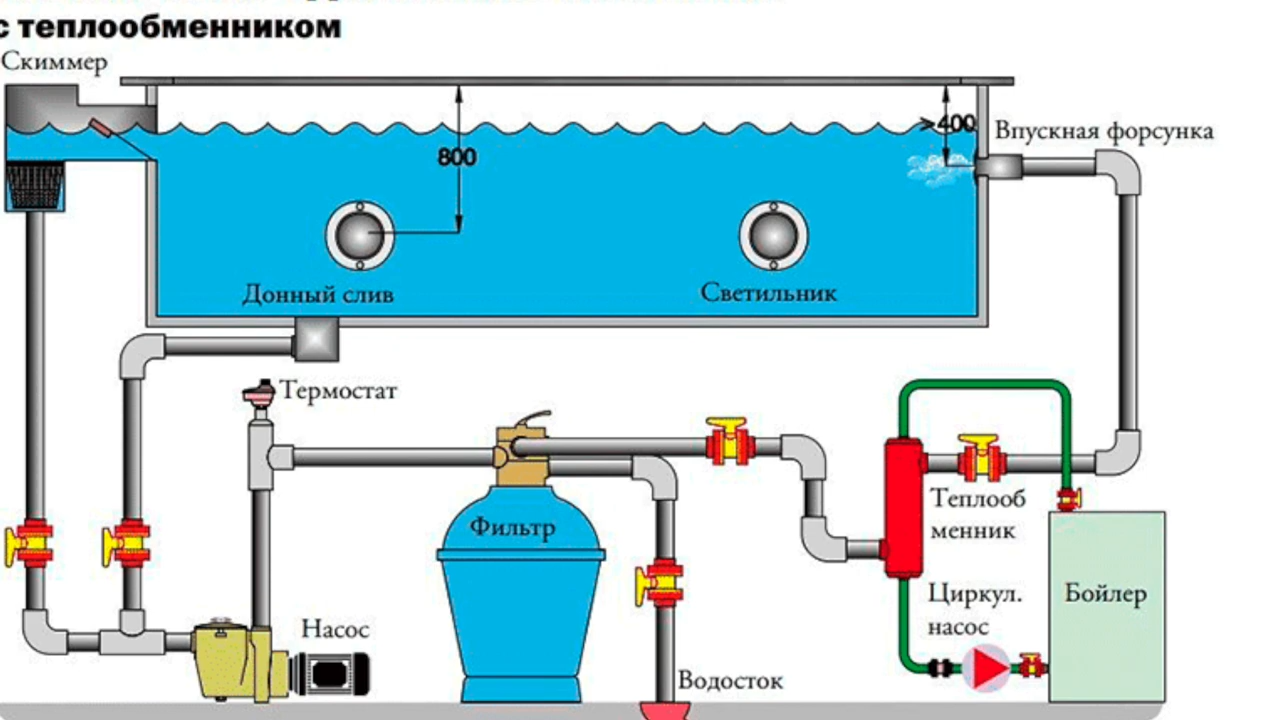 с теплообменником
Скиммер
800
>400
Впускная форсунка
Донный слив
Светильник
Термостат
Фильтр
Теплооб
менник
Насос
Циркул.
насос
Бойлер
Водосток